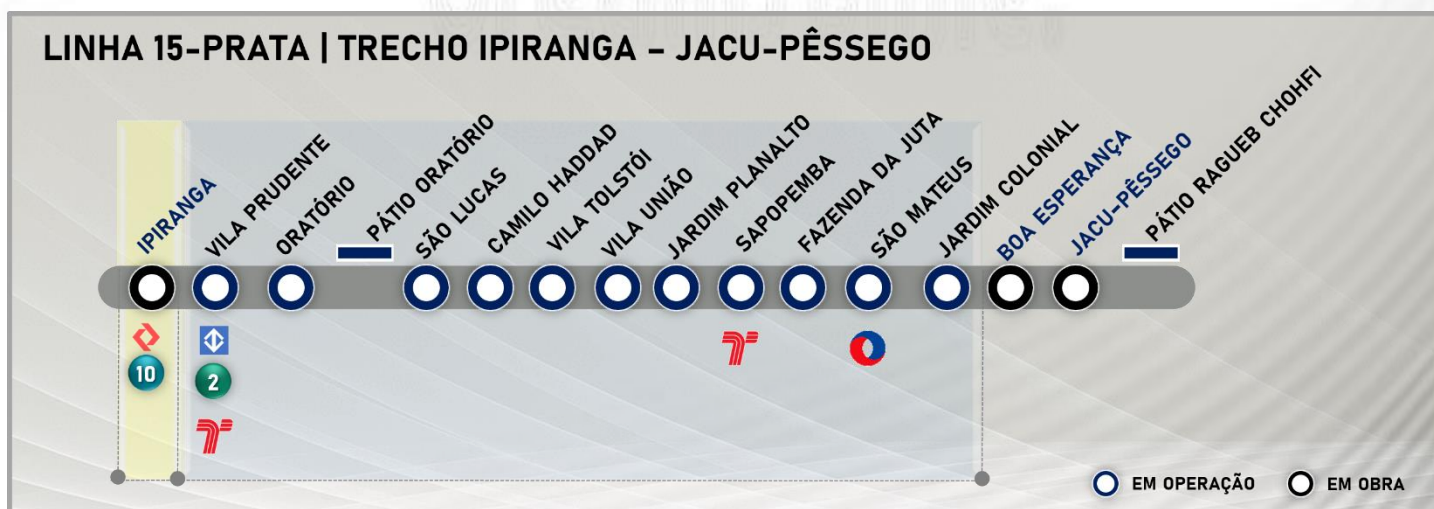 LINHA 15-PRATA | TRECHO IPIRANGA – JACU-PÊSSEGO
IPIRANGA
VILA PRUDENTE
ORATÓRIO
PÁTIO ORATÓRIO
SÃO LUCAS
CAMILO HADDAD
VILA TOLSTÓI
VILA UNIÃO
JARDIM PLANALTO
SAPOPEMBA
FAZENDA DA JUTA
SÃO MATEUS
JARDIM COLONIAL
BOA ESPERANÇA
JACU-PÊSSEGO
PÁTIO RAGUEB CHOHFI
10
2
EM OPERAÇÃO
EM OBRA